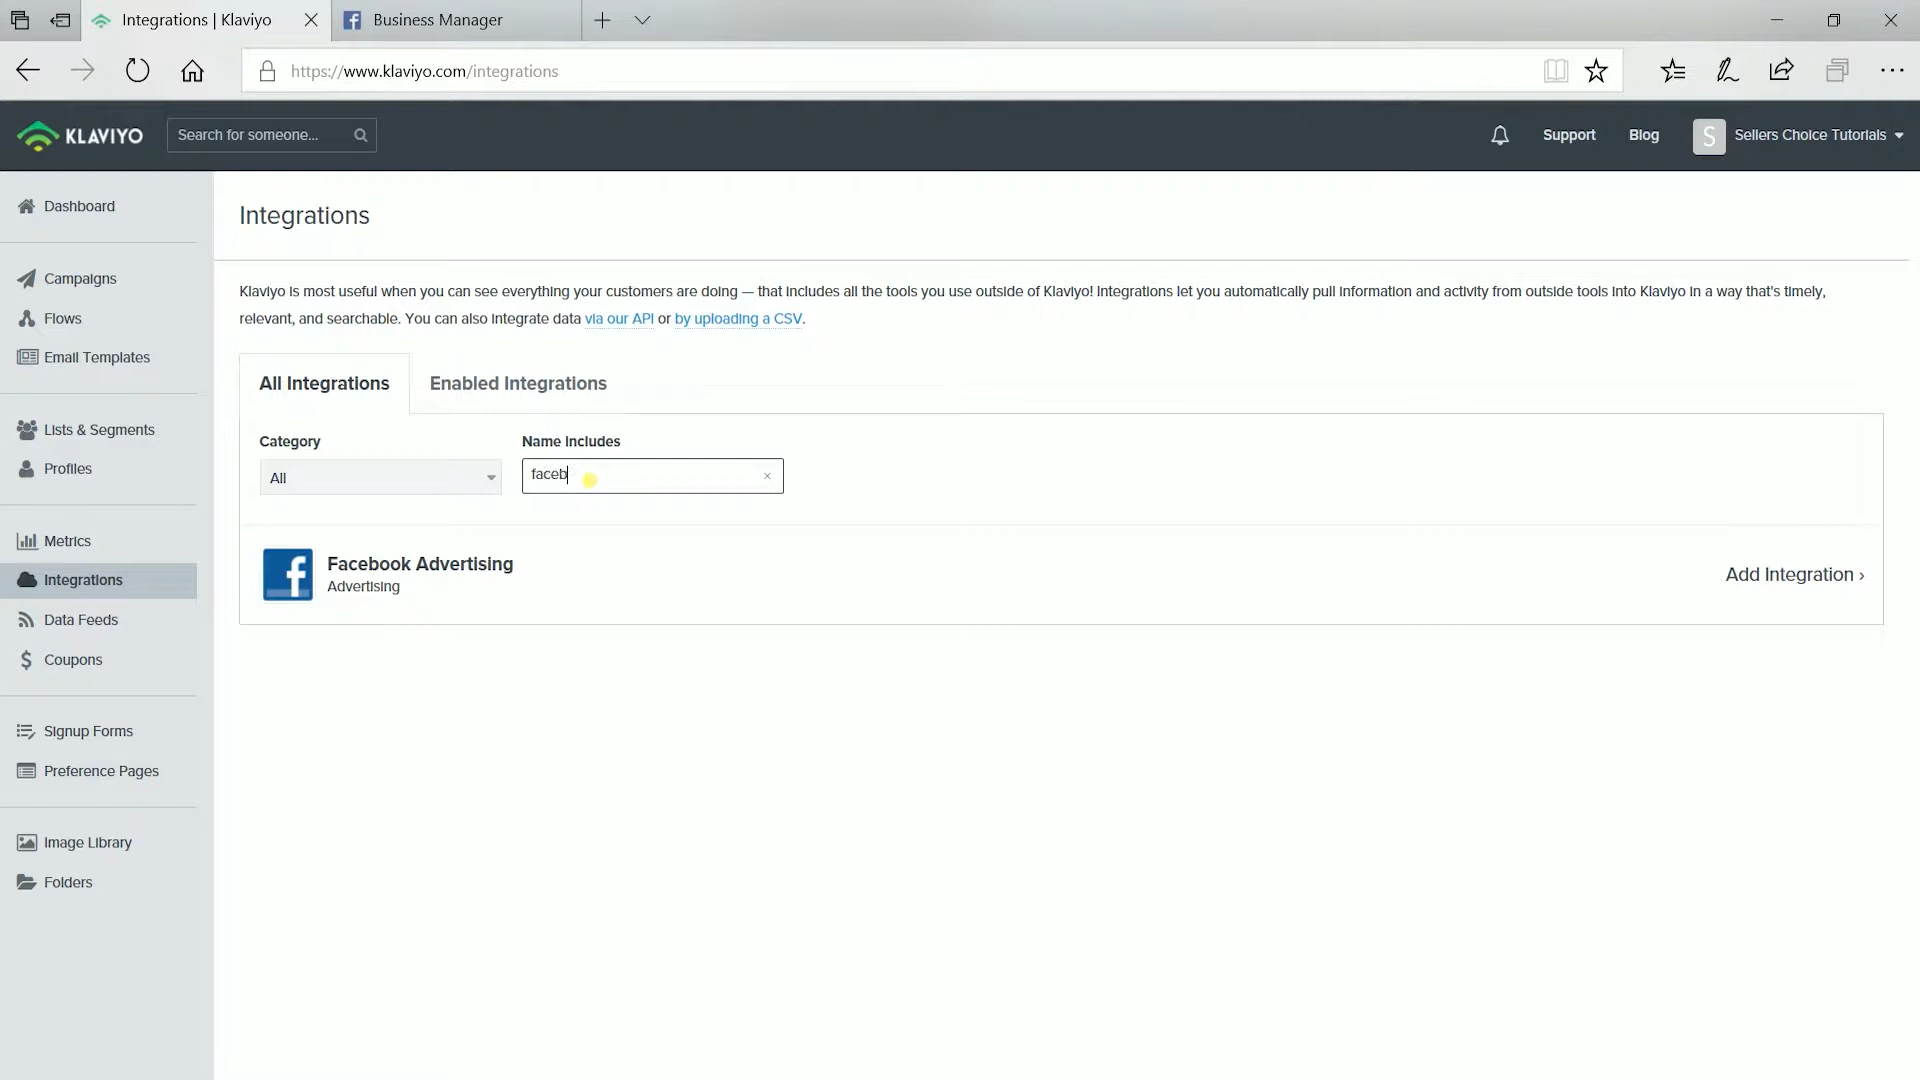 Integrations | Klaviyo
Business Manager
https://www.klaviyo.com/integrations
KLAVIYO
Search for someone...
Support
Blog
S
Sellers Choice Tutorials
Dashboard
Campaigns
Flows
Email Templates
Lists & Segments
Profiles
Metrics
Integrations
Data Feeds
Coupons
Signup Forms
Preference Pages
Image Library
Folders
Integrations
Klaviyo is most useful when you can see everything your customers are doing — that includes all the tools you use outside of Klaviyo! Integrations let you automatically pull information and activity from outside tools into Klaviyo in a way that's timely,
relevant, and searchable. You can also integrate data via our API or by uploading a CSV.
All Integrations
Enabled Integrations
Category
Name includes
All
faceb
Facebook Advertising
Advertising
Add Integration ›